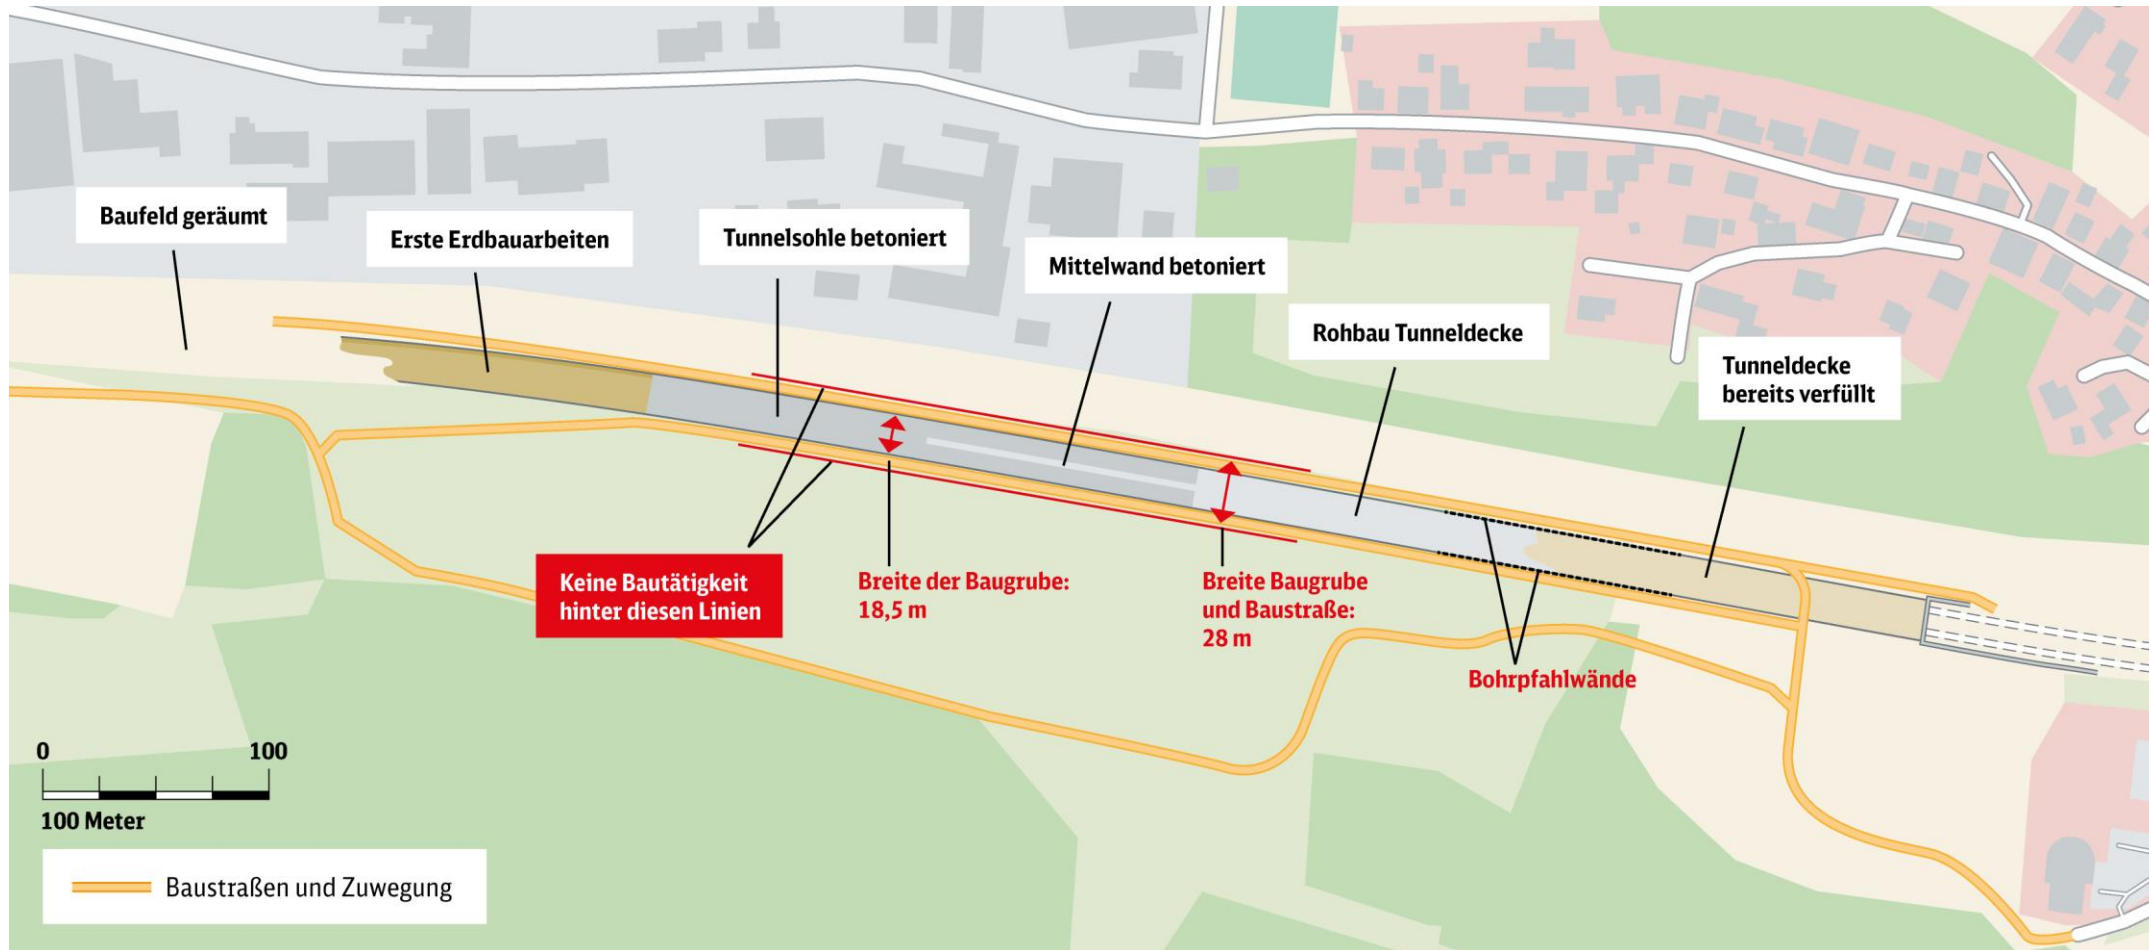 Baufeld geräumt
Erste Erdbauarbeiten
Tunnelsohle betoniert
Mittelwand betoniert
Rohbau Tunneldecke
Tunneldecke
bereits verfüllt
Keine Bautätigkeit
hinter diesen Linien
Breite der Baugrube:
18,5 m
Breite Baugrube
und Baustraße:
28 m
Bohrpfahlwände
0 100
100 Meter
Baustraßen und Zuwegung